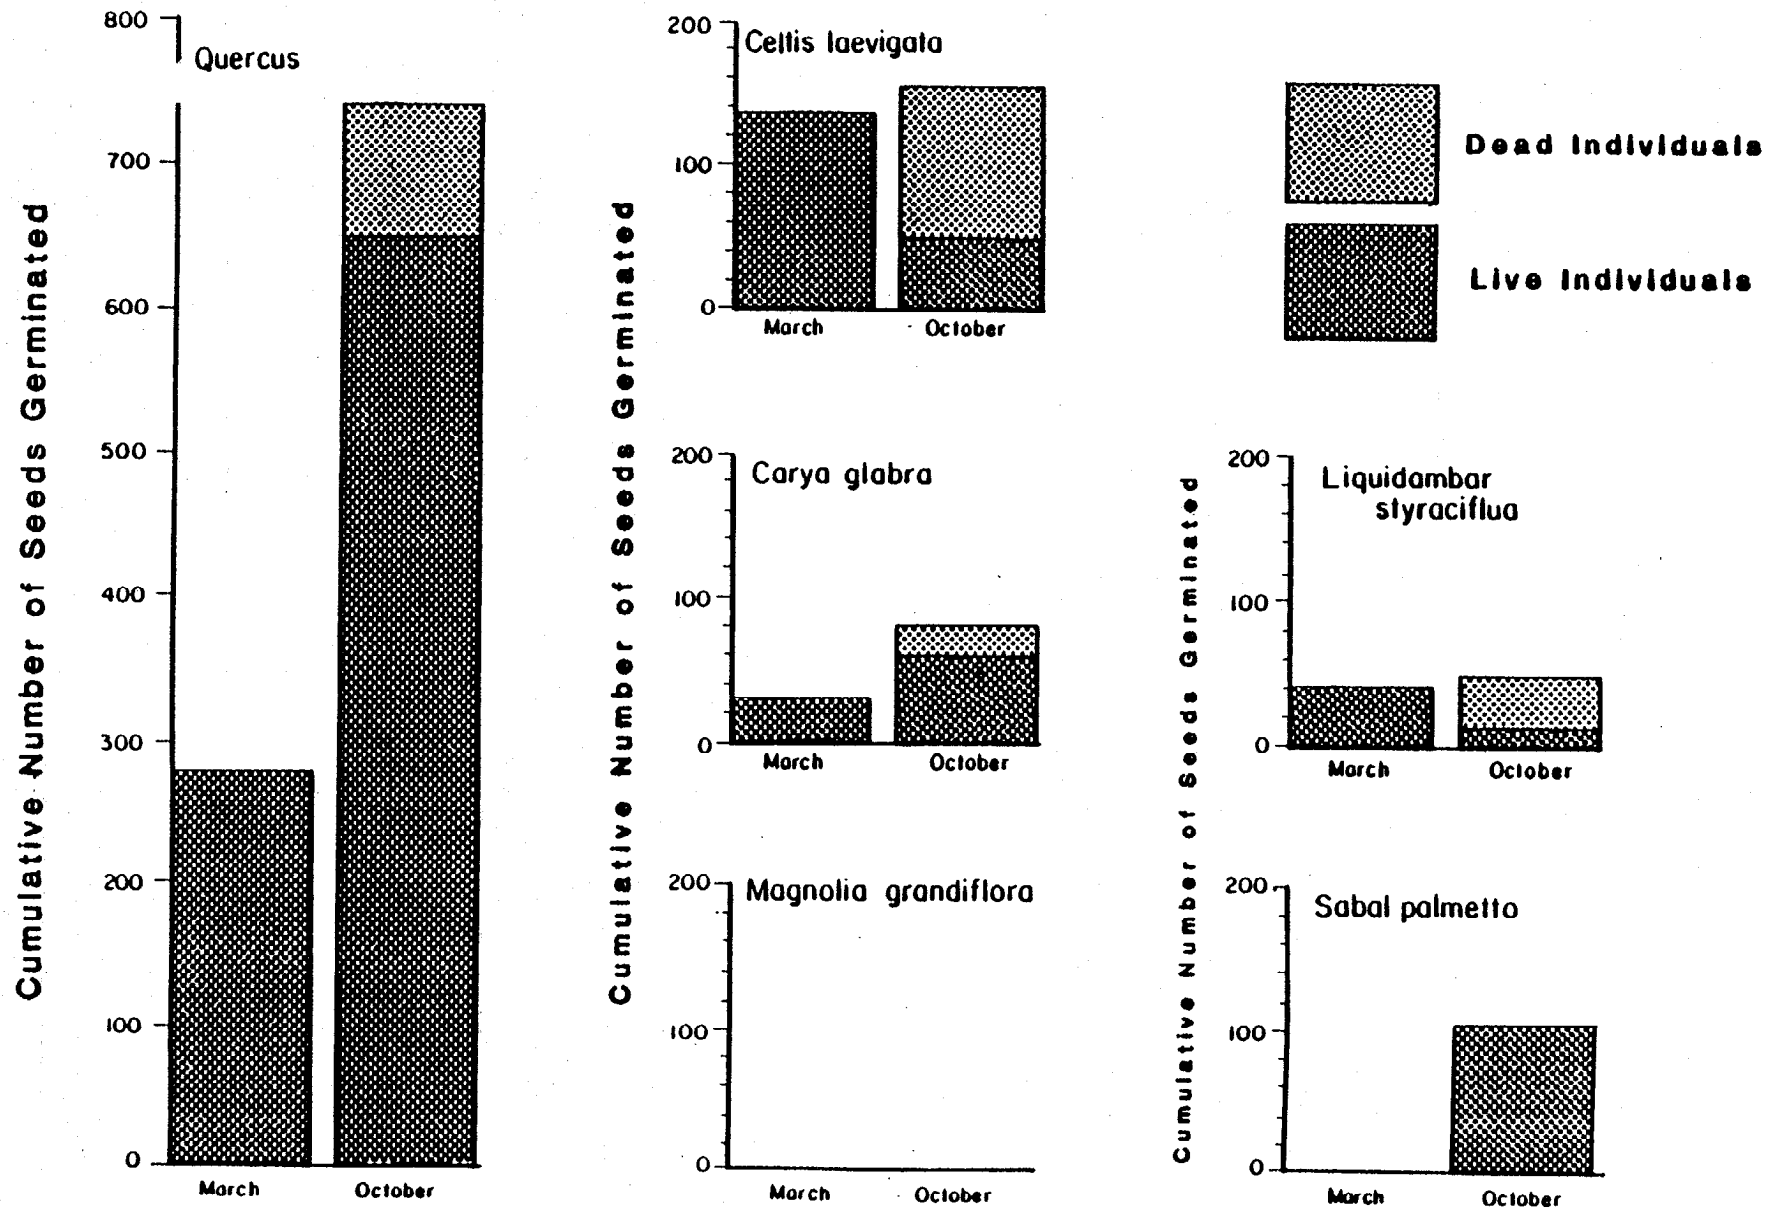 Cumulative Number of Seeds Germinated
800
700
600
500
400
300
200
100
0
Quercus
March
October
Cumulative Number of Seeds Germinated
200
100
0
Celtis laevigata
March
October
200
100
0
Carya glabra
March
October
200
100
0
Magnolia grandiflora
March
October
Dead Individuals
Live Individuals
Cumulative Number of Seeds Germinated
200
100
0
Liquidambar
styraciflua
March
October
200
100
0
Sabal palmetto
March
October